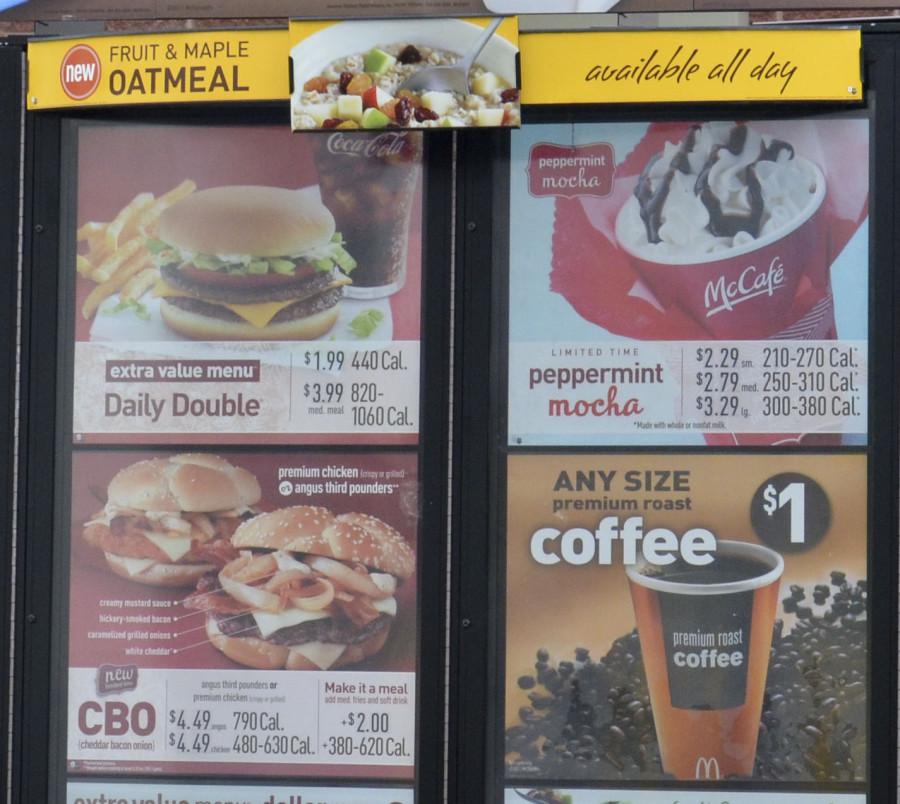 new
FRUIT & MAPLE
OATMEAL
available all day
Coca-Cola
extra value menu
Daily Double
$1.99 440 Cal.
$3.99 820-
med. meal 1060 Cal.
peppermint
mocha
McCafé
LIMITED TIME
peppermint
mocha
$2.29 sm. 210-270 Cal.*
$2.79 med. 250-310 Cal.*
$3.29 lg. 300-380 Cal.*
*Made with whole or nonfat milk.
premium chicken (crispy or grilled)
or angus third pounders**
creamy mustard sauce
hickory-smoked bacon
caramelized grilled onions
white cheddar*
new
limited time
CBO
(cheddar bacon onion)
angus third pounders or
premium chicken (crispy or grilled)
$4.49 angus 790 Cal.
$4.49 chicken 480-630 Cal.
Make it a meal
add med. fries and soft drink
+$2.00
+380-620 Cal.
ANY SIZE
premium roast
coffee
$1
premium roast
coffee
extra value menu